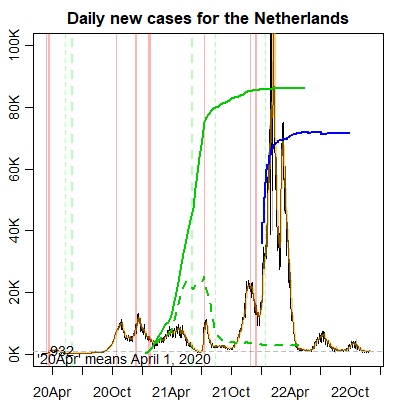 Daily new cases for the Netherlands
100K
80K
60K
40K
20K
0K
932
'20Apr' means April 1, 2020
20Apr
20Oct
21Apr
21Oct
22Apr
22Oct